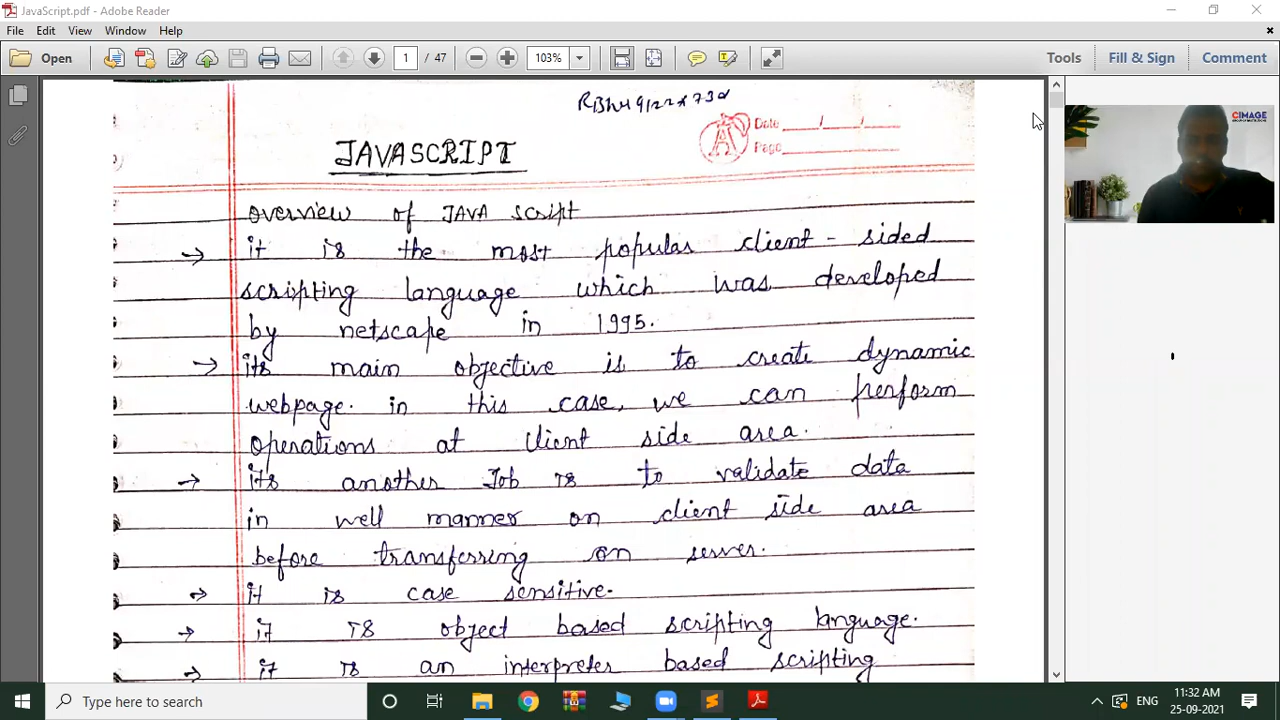 JavaScript.pdf - Adobe Reader
File Edit View Window Help
Open 1 / 47 103% Tools Fill & Sign Comment
Date
Page
JAVASCRIPT
overview of JAVA script
→ it is the most popular client - sided
scripting language which was developed
by netscape in 1995.
→ its main objective is to create dynamic
webpage. in this case, we can perform
operations at client side area.
→ its another Job is to validate data
in well manner on client side area
before transferring on server.
→ it is case sensitive.
→ it is object based scripting language.
→ it is an interpreter based scripting
CIMAGE
Type here to search
ENG
11:32 AM
25-09-2021